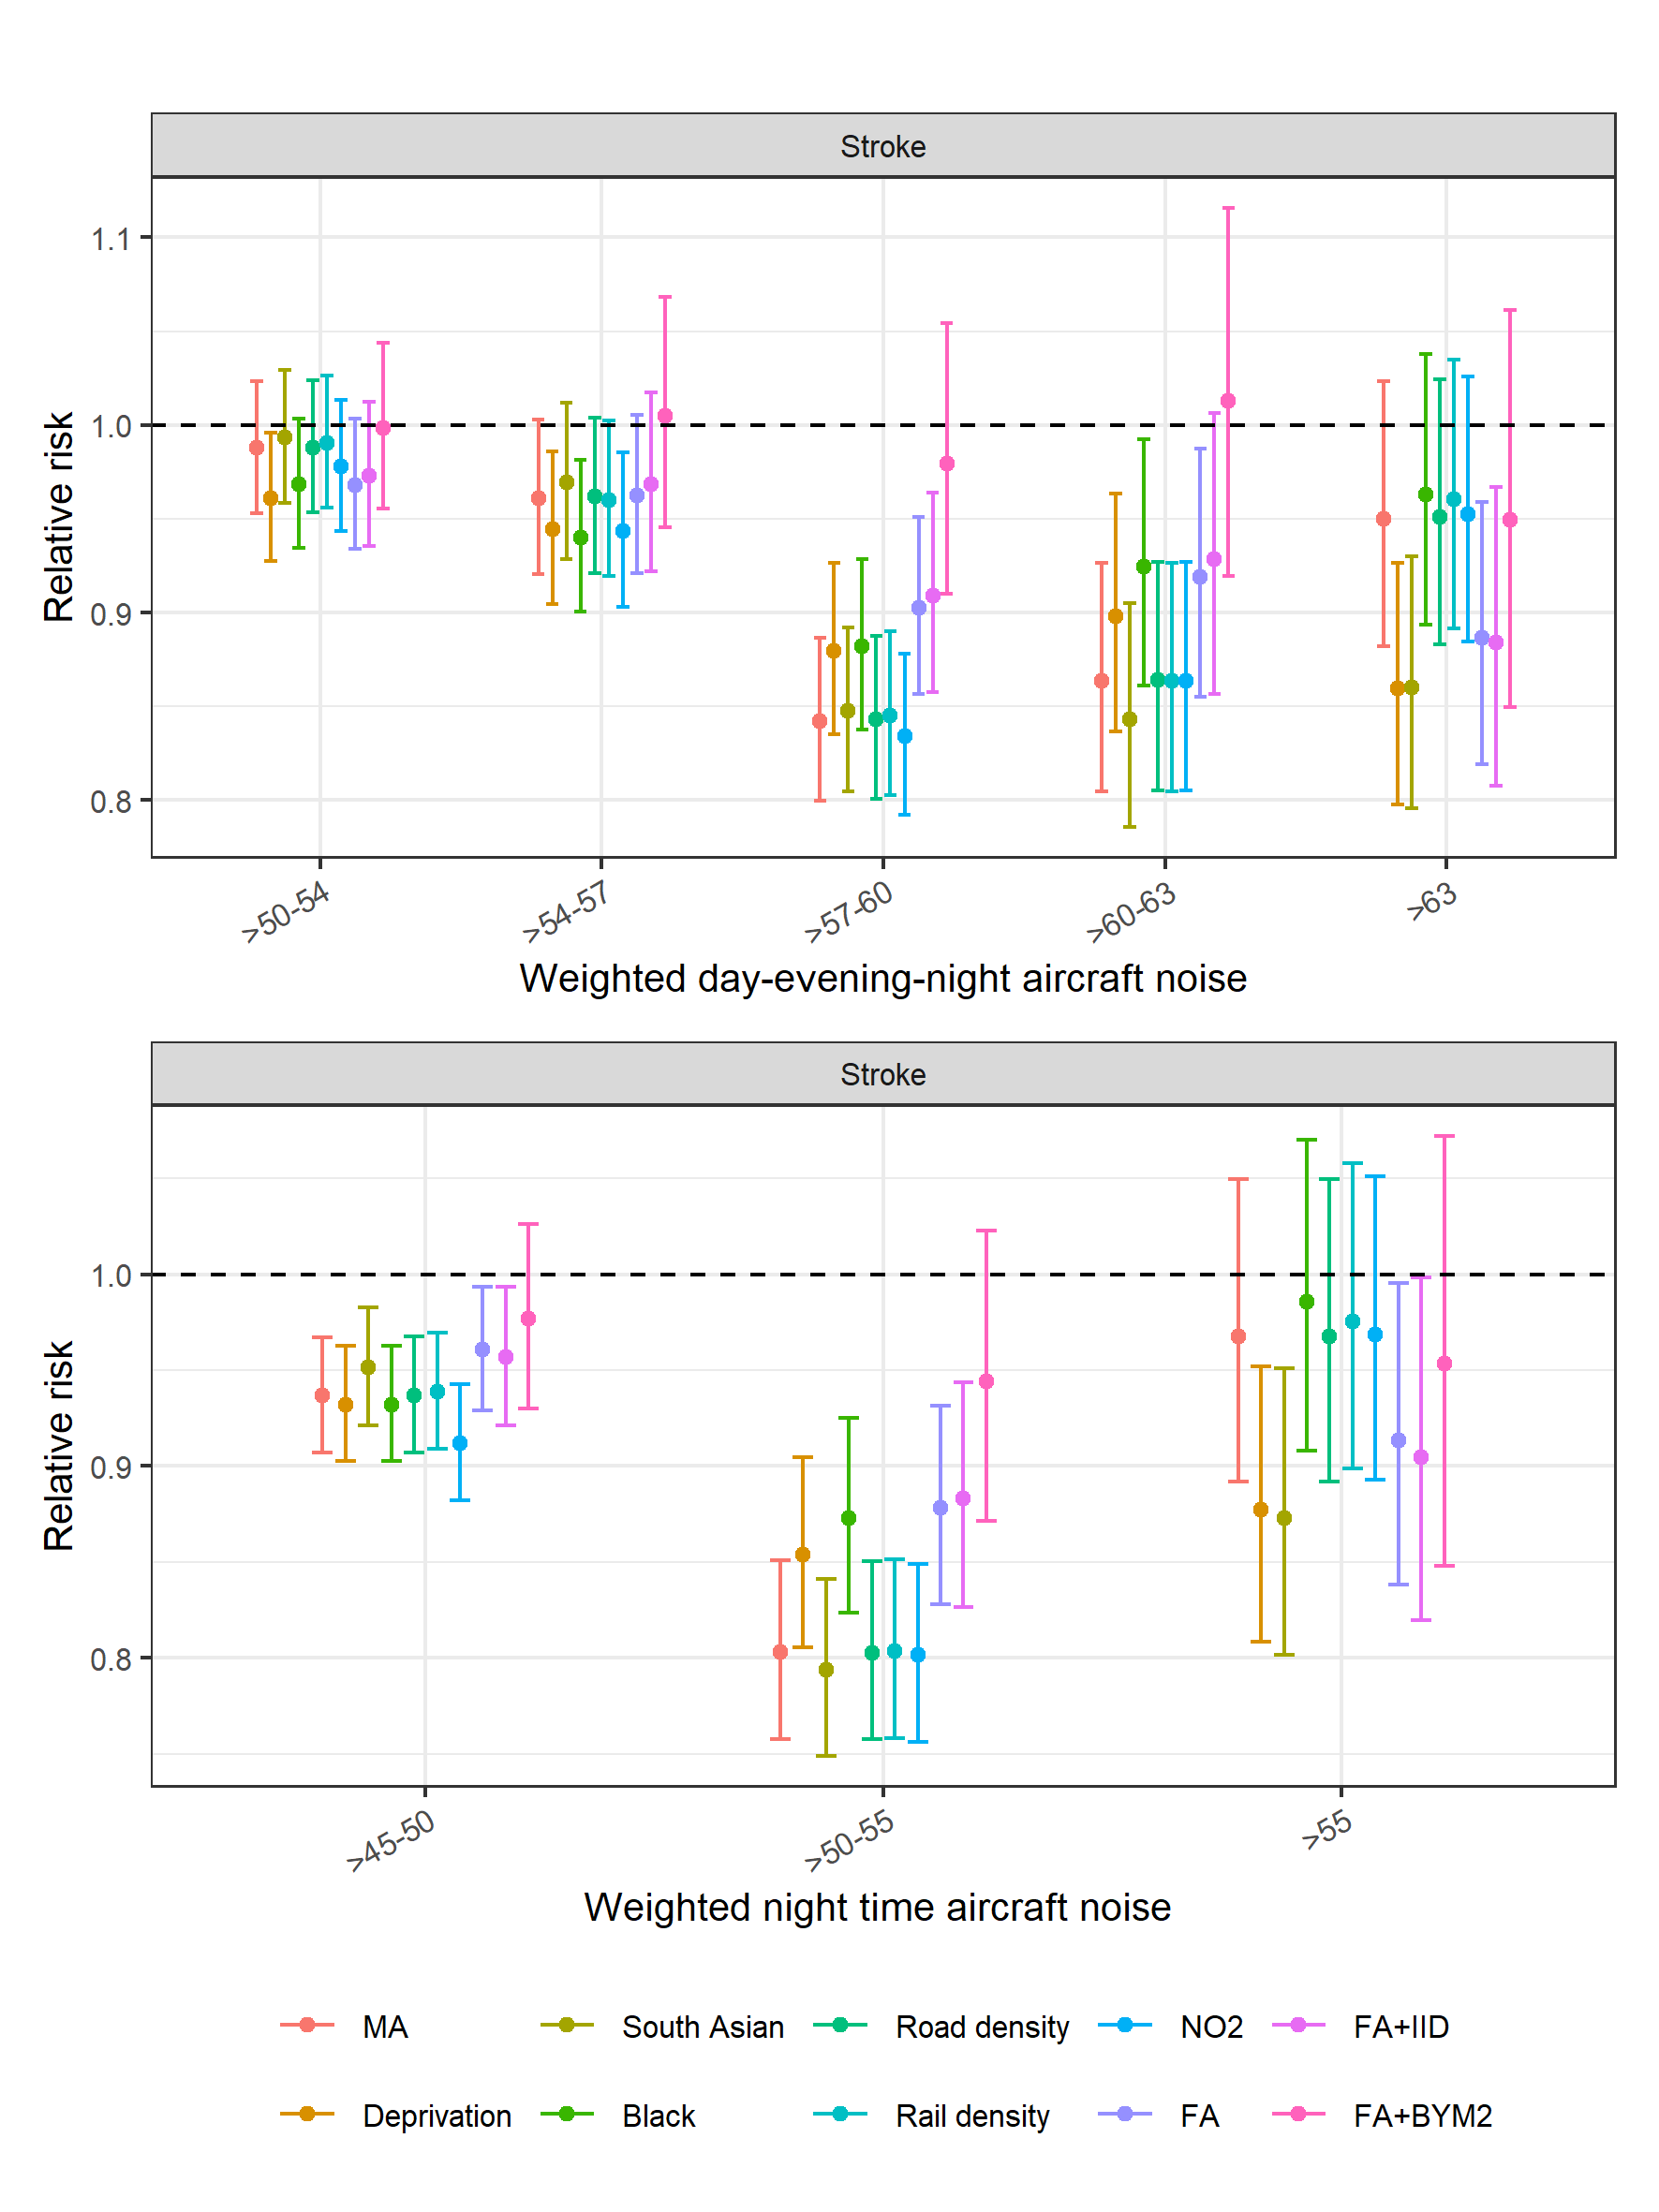 Stroke
1.1
1.0
0.9
0.8
Relative risk
>50-54
>54-57
>57-60
>60-63
>63
Weighted day-evening-night aircraft noise
Stroke
1.0
0.9
0.8
Relative risk
>45-50
>50-55
>55
Weighted night time aircraft noise
MA South Asian Road density NO2 FA+IID
Deprivation Black Rail density FA FA+BYM2